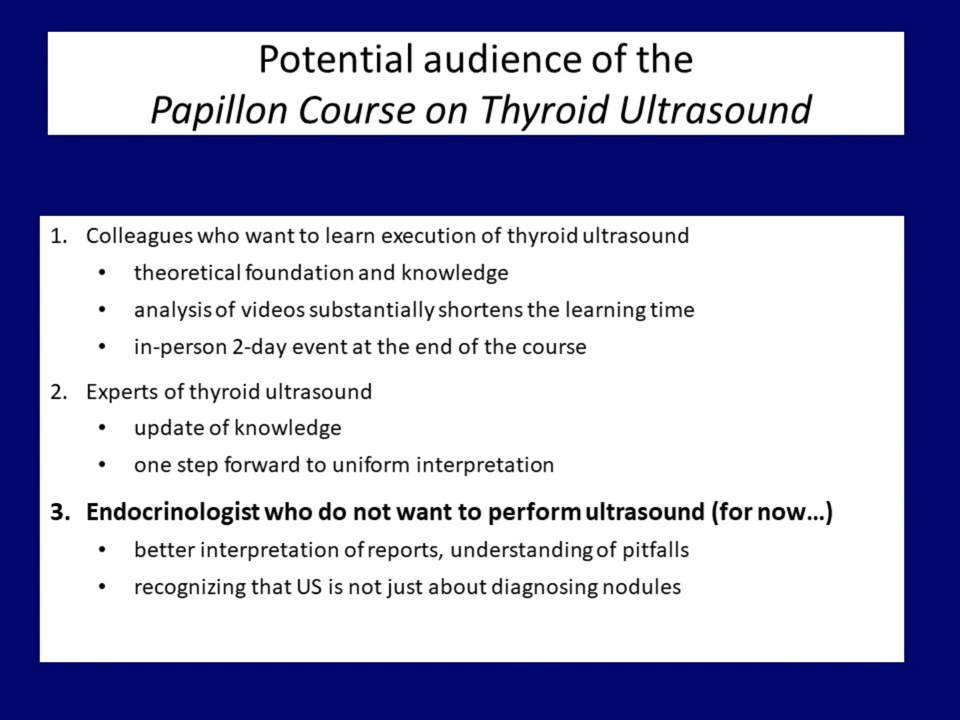 Potential audience of the
Papillon Course on Thyroid Ultrasound
1. Colleagues who want to learn execution of thyroid ultrasound
• theoretical foundation and knowledge
• analysis of videos substantially shortens the learning time
• in-person 2-day event at the end of the course
2. Experts of thyroid ultrasound
• update of knowledge
• one step forward to uniform interpretation
3. Endocrinologist who do not want to perform ultrasound (for now...)
• better interpretation of reports, understanding of pitfalls
• recognizing that US is not just about diagnosing nodules